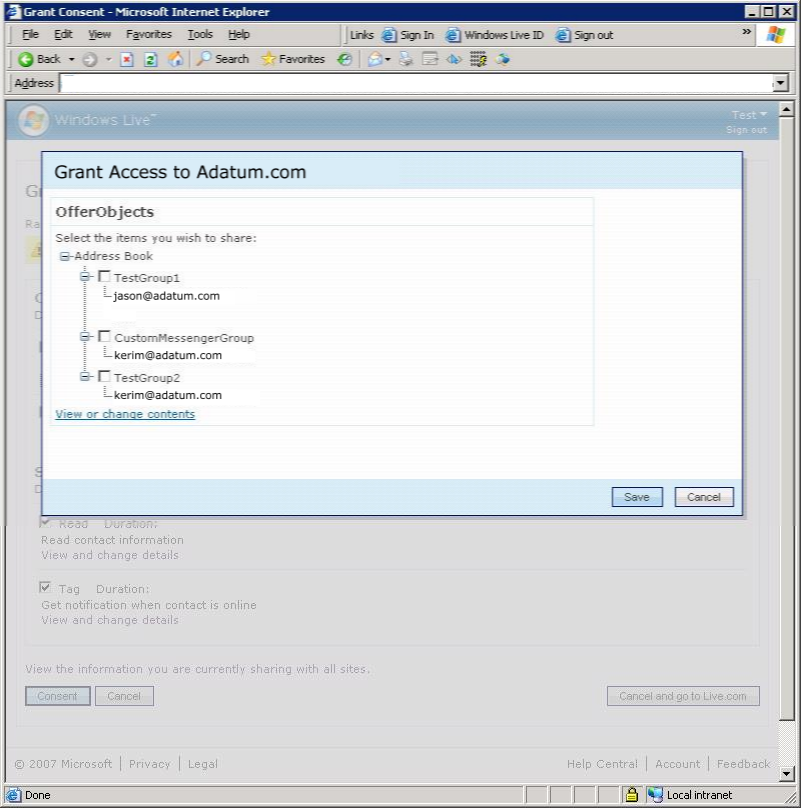 Grant Consent - Microsoft Internet Explorer
File Edit View Favorites Tools Help Links Sign In Windows Live ID Sign out »
Back Search Favorites
Address
Windows Live™ Test
Sign out
Grant Access to Adatum.com
OfferObjects
Select the items you wish to share:
Address Book
TestGroup1
jason@adatum.com
CustomMessengerGroup
kerim@adatum.com
TestGroup2
kerim@adatum.com
View or change contents
Save Cancel
Read Duration:
Read contact information
View and change details
Tag Duration:
Get notification when contact is online
View and change details
View the information you are currently sharing with all sites.
Consent Cancel Cancel and go to Live.com
© 2007 Microsoft Privacy Legal Help Central Account Feedback
Done Local intranet